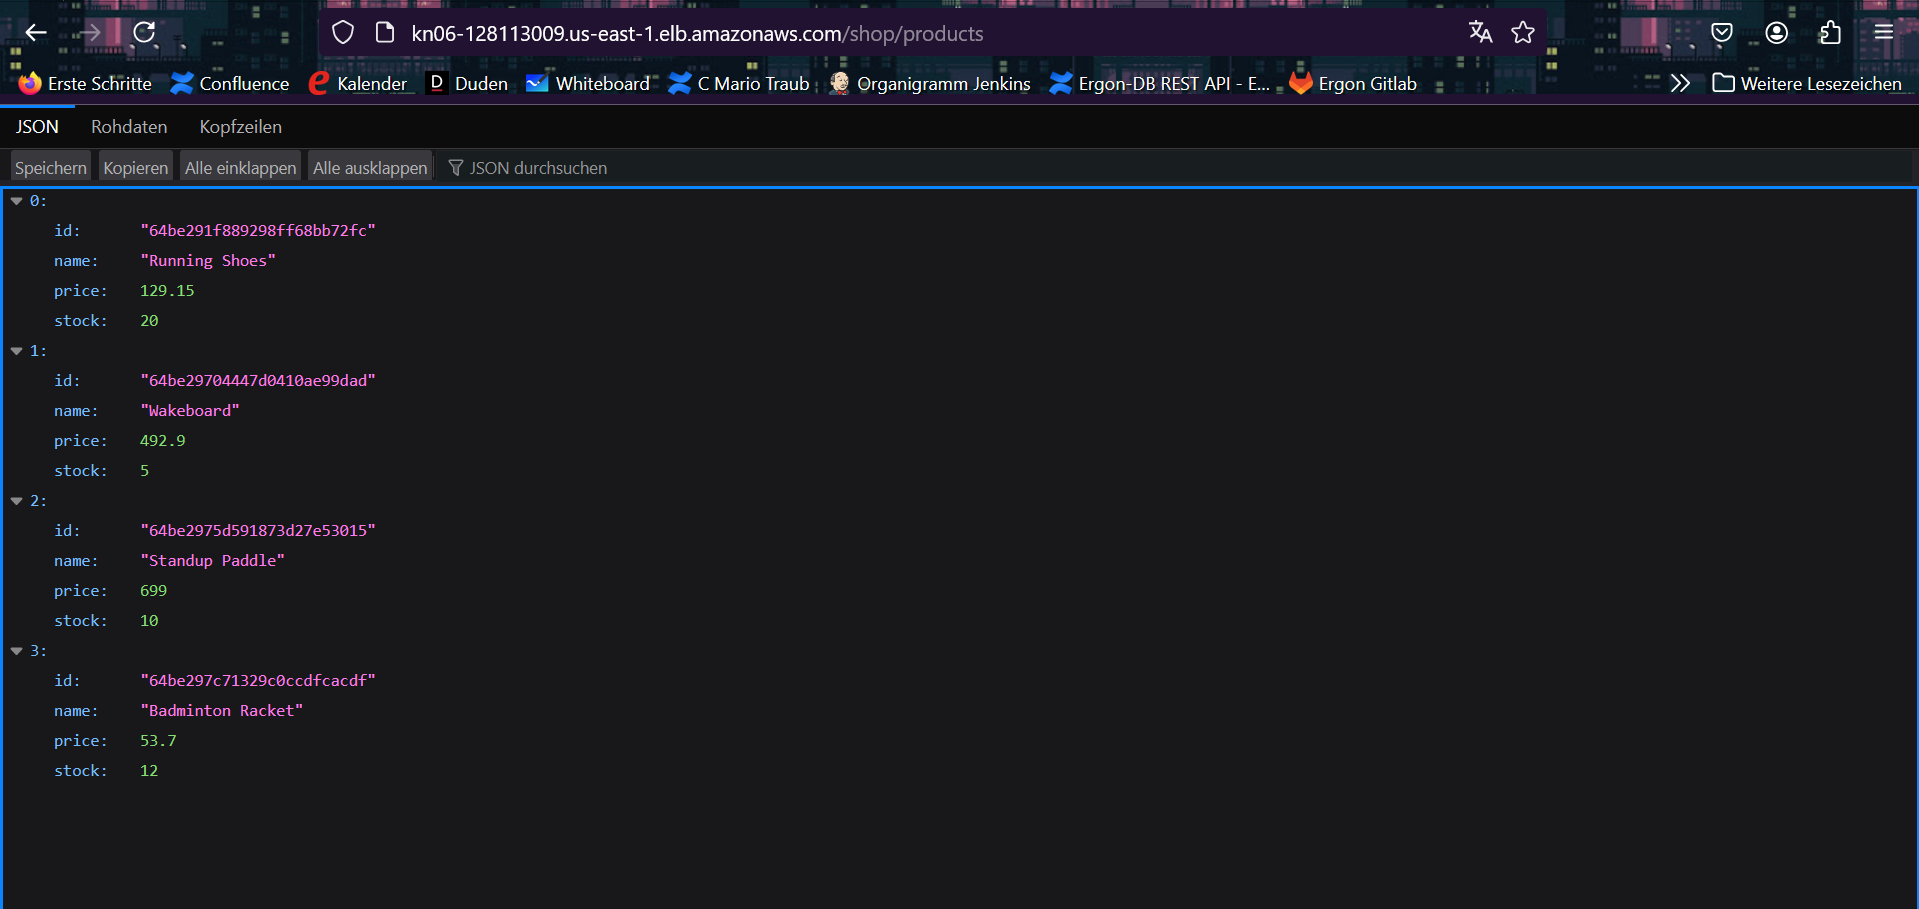 kn06-128113009.us-east-1.elb.amazonaws.com/shop/products
Erste Schritte Confluence Kalender Duden Whiteboard C Mario Traub Organigramm Jenkins Ergon-DB REST API - E... Ergon Gitlab Weitere Lesezeichen
JSON Rohdaten Kopfzeilen
Speichern Kopieren Alle einklappen Alle ausklappen JSON durchsuchen
0:
id: "64be291f889298ff68bb72fc"
name: "Running Shoes"
price: 129.15
stock: 20
1:
id: "64be29704447d0410ae99dad"
name: "Wakeboard"
price: 492.9
stock: 5
2:
id: "64be2975d591873d27e53015"
name: "Standup Paddle"
price: 699
stock: 10
3:
id: "64be297c71329c0ccdfcacdf"
name: "Badminton Racket"
price: 53.7
stock: 12